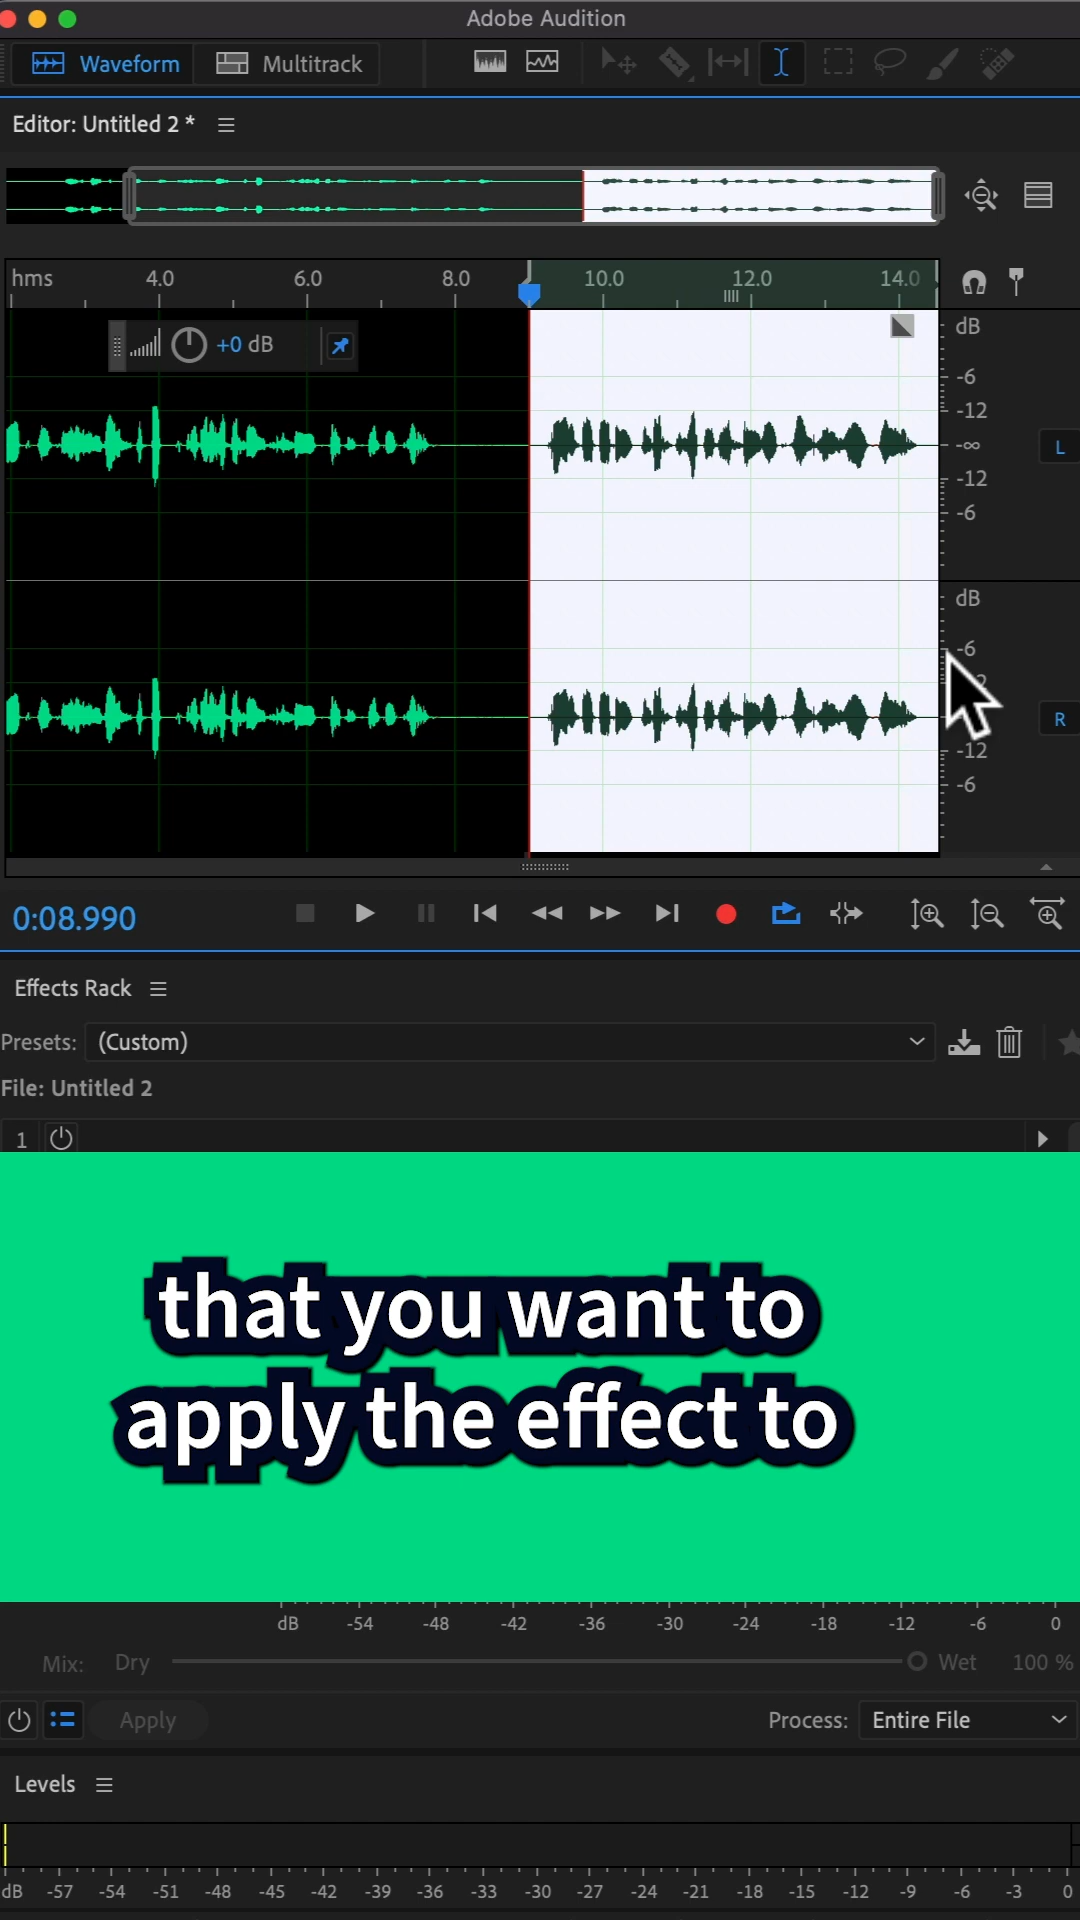 Adobe Audition
Waveform
Multitrack
Editor: Untitled 2 *
hms 4.0 6.0 8.0 10.0 12.0 14.0
+0 dB
dB
-6
-12
-∞
L
-12
-6
dB
-6
R
-12
-6
0:08.990
Effects Rack
Presets: (Custom)
File: Untitled 2
1
that you want to
apply the effect to
dB -54 -48 -42 -36 -30 -24 -18 -12 -6 0
Mix: Dry Wet 100 %
Apply Process: Entire File
Levels
dB -57 -54 -51 -48 -45 -42 -39 -36 -33 -30 -27 -24 -21 -18 -15 -12 -9 -6 -3 0